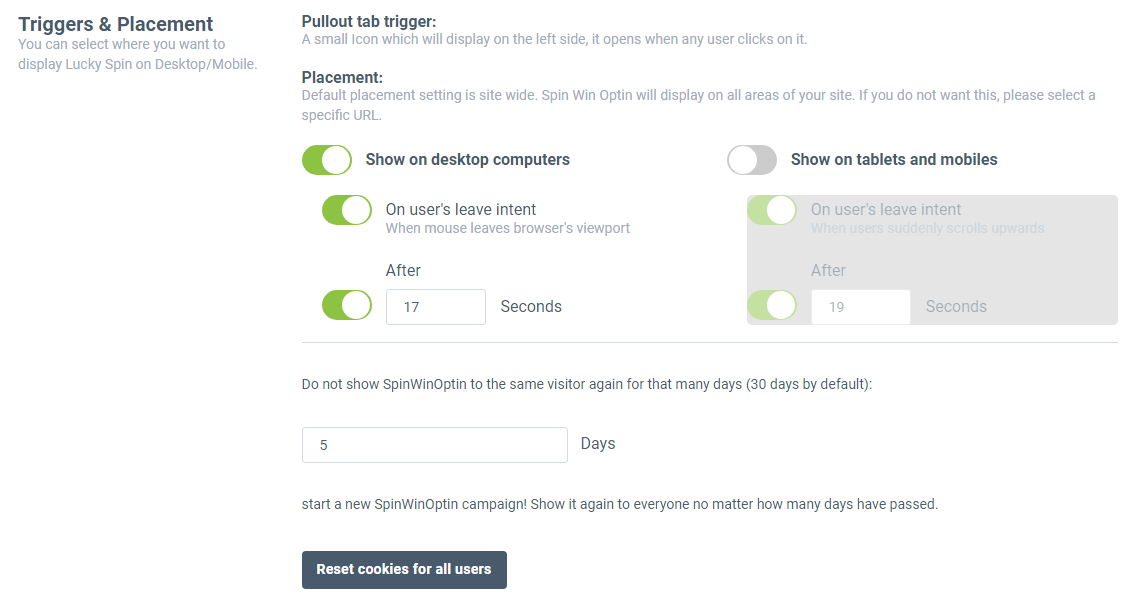 Triggers & Placement
You can select where you want to
display Lucky Spin on Desktop/Mobile.
Pullout tab trigger:
A small Icon which will display on the left side, it opens when any user clicks on it.
Placement:
Default placement setting is site wide. Spin Win Optin will display on all areas of your site. If you do not want this, please select a
specific URL.
Show on desktop computers
On user's leave intent
When mouse leaves browser's viewport
After
17
Seconds
Show on tablets and mobiles
On user's leave intent
When users suddenly scrolls upwards
After
19
Seconds
Do not show SpinWinOptin to the same visitor again for that many days (30 days by default):
5
Days
start a new SpinWinOptin campaign! Show it again to everyone no matter how many days have passed.
Reset cookies for all users